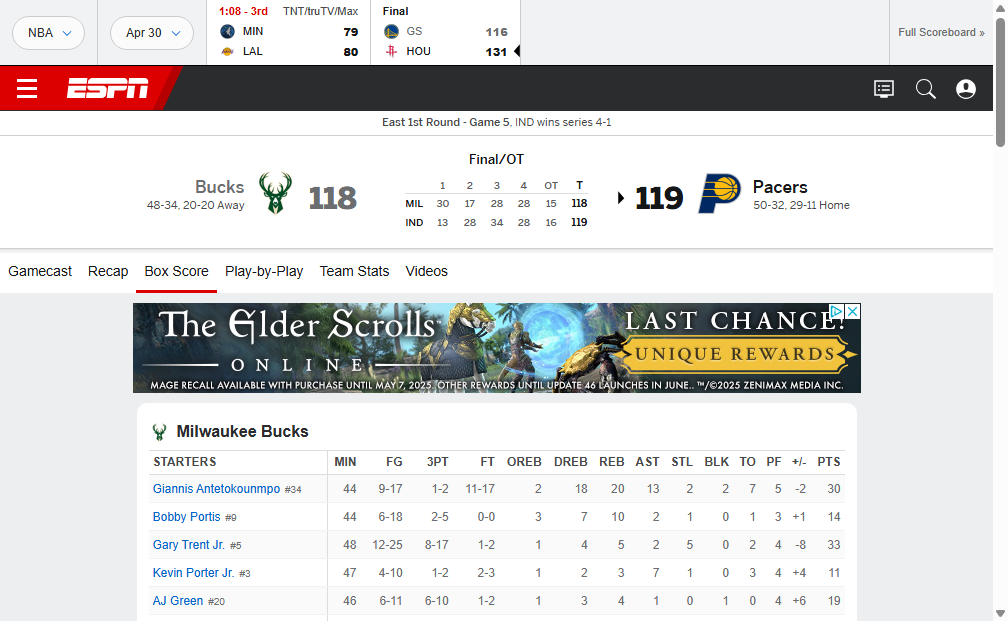 NBA
Apr 30
1:08 - 3rd TNT/truTV/Max
MIN 79
LAL 80
Final
GS 116
HOU 131
Full Scoreboard »
ESPN
East 1st Round - Game 5, IND wins series 4-1
Final/OT
Bucks
48-34, 20-20 Away
118
1 2 3 4 OT T
MIL 30 17 28 28 15 118
IND 13 28 34 28 16 119
119
Pacers
50-32, 29-11 Home
Gamecast Recap Box Score Play-by-Play Team Stats Videos
The Elder Scrolls
ONLINE
LAST CHANCE!
UNIQUE REWARDS
MAGE RECALL AVAILABLE WITH PURCHASE UNTIL MAY 7, 2025. OTHER REWARDS UNTIL UPDATE 46 LAUNCHES IN JUNE.. ™/©2025 ZENIMAX MEDIA INC.
Milwaukee Bucks
STARTERS MIN FG 3PT FT OREB DREB REB AST STL BLK TO PF +/- PTS
Giannis Antetokounmpo #34 44 9-17 1-2 11-17 2 18 20 13 2 2 7 5 -2 30
Bobby Portis #9 44 6-18 2-5 0-0 3 7 10 2 1 0 1 3 +1 14
Gary Trent Jr. #5 48 12-25 8-17 1-2 1 4 5 2 5 0 2 4 -8 33
Kevin Porter Jr. #3 47 4-10 1-2 2-3 1 2 3 7 1 0 3 4 +4 11
AJ Green #20 46 6-11 6-10 1-2 1 3 4 1 0 1 0 4 +6 19